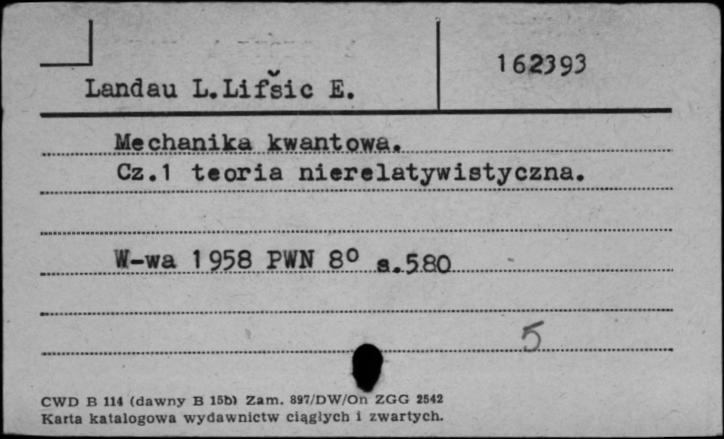 162393
Landau L.Lifšic E.
Mechanika kwantowa.
Cz.1 teoria nierelatywistyczna.
W-wa 1958 PWN 8º s.580
5
CWD B 114 (dawny B 15b) Zam. 897/DW/On ZGG 2542
Karta katalogowa wydawnictw ciągłych i zwartych.